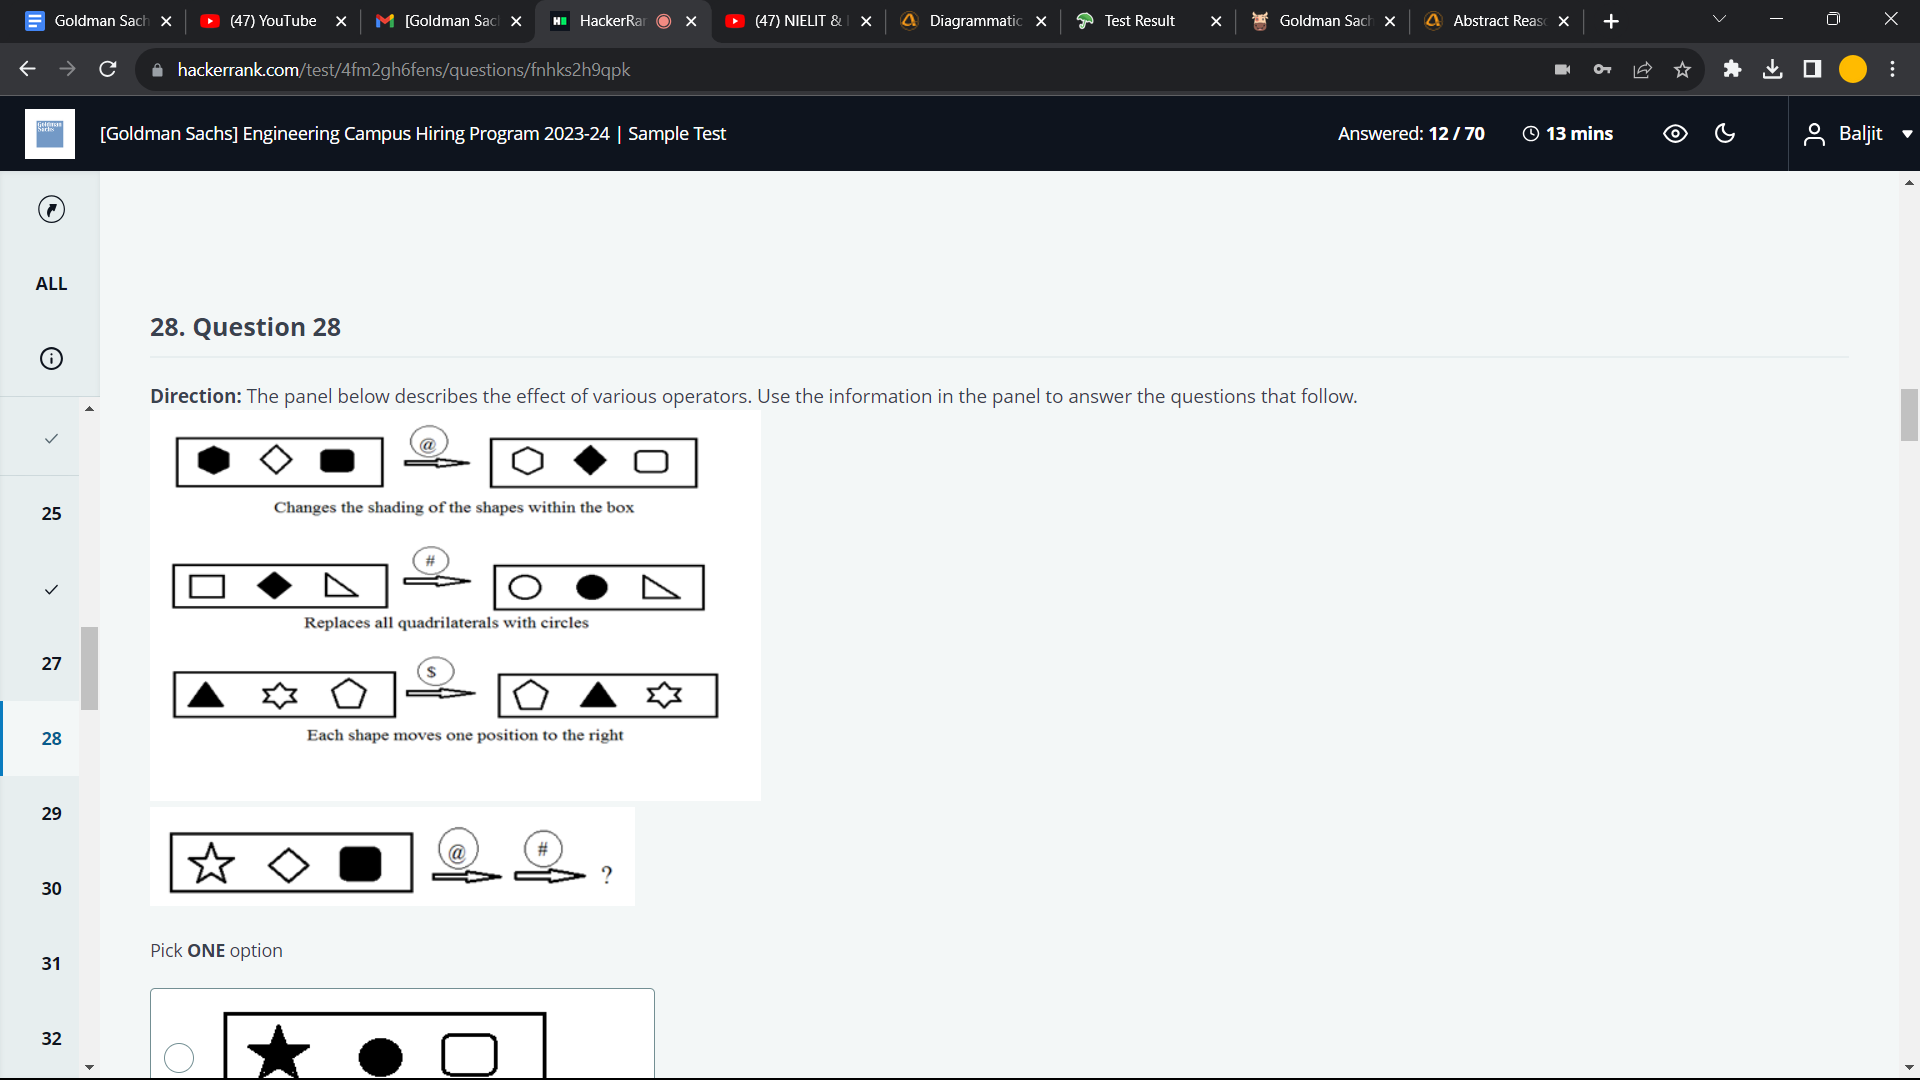 Goldman Sach
(47) YouTube
[Goldman Sac
HackerRan
(47) NIELIT &
Diagrammatic
Test Result
Goldman Sach
Abstract Reaso
hackerrank.com/test/4fm2gh6fens/questions/fnhks2h9qpk
Goldman
Sachs
[Goldman Sachs] Engineering Campus Hiring Program 2023-24 | Sample Test
Answered: 12 / 70
13 mins
Baljit
ALL
25
27
28
29
30
31
32
28. Question 28
Direction: The panel below describes the effect of various operators. Use the information in the panel to answer the questions that follow.
@
Changes the shading of the shapes within the box
#
Replaces all quadrilaterals with circles
$
Each shape moves one position to the right
@ # ?
Pick ONE option